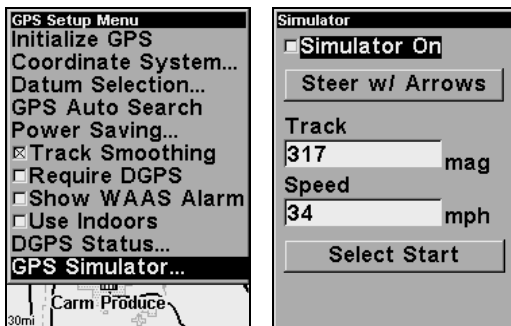 GPS Setup Menu
Initialize GPS
Coordinate System...
Datum Selection...
GPS Auto Search
Power Saving...
Track Smoothing
Require DGPS
Show WAAS Alarm
Use Indoors
DGPS Status...
GPS Simulator...
Carm Produce
30mi
Simulator
Simulator On
Steer w/ Arrows
Track
317 mag
Speed
34 mph
Select Start